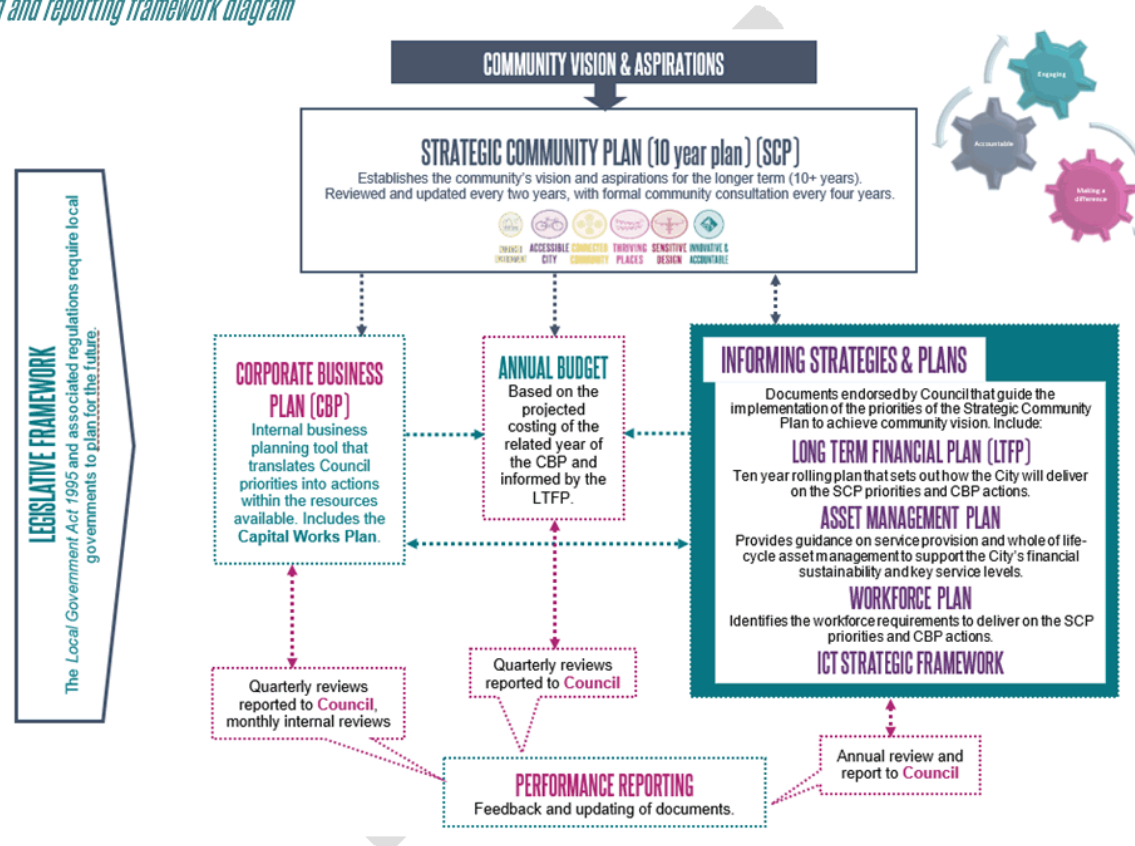 and reporting framework diagram
COMMUNITY VISION & ASPIRATIONS
Engaging
Accountable
Making a
difference
STRATEGIC COMMUNITY PLAN (10 year plan) (SCP)
Establishes the community's vision and aspirations for the longer term (10+ years).
Reviewed and updated every two years, with formal community consultation every four years.
ENHANCED ENVIRONMENT
ACCESSIBLE CITY
CONNECTED COMMUNITY
THRIVING PLACES
SENSITIVE DESIGN
INNOVATIVE & ACCOUNTABLE
LEGISLATIVE FRAMEWORK
The Local Government Act 1995 and associated regulations require local
governments to plan for the future.
CORPORATE BUSINESS
PLAN (CBP)
Internal business
planning tool that
translates Council
priorities into actions
within the resources
available. Includes the
Capital Works Plan.
ANNUAL BUDGET
Based on the
projected
costing of the
related year of
the CBP and
informed by the
LTFP.
INFORMING STRATEGIES & PLANS
Documents endorsed by Council that guide the
implementation of the priorities of the Strategic Community
Plan to achieve community vision. Include:
LONG TERM FINANCIAL PLAN (LTFP)
Ten year rolling plan that sets out how the City will deliver
on the SCP priorities and CBP actions.
ASSET MANAGEMENT PLAN
Provides guidance on service provision and whole of life-
cycle asset management to support the City's financial
sustainability and key service levels.
WORKFORCE PLAN
Identifies the workforce requirements to deliver on the SCP
priorities and CBP actions.
ICT STRATEGIC FRAMEWORK
Quarterly reviews
reported to Council,
monthly internal reviews
Quarterly reviews
reported to Council
Annual review and
report to Council
PERFORMANCE REPORTING
Feedback and updating of documents.